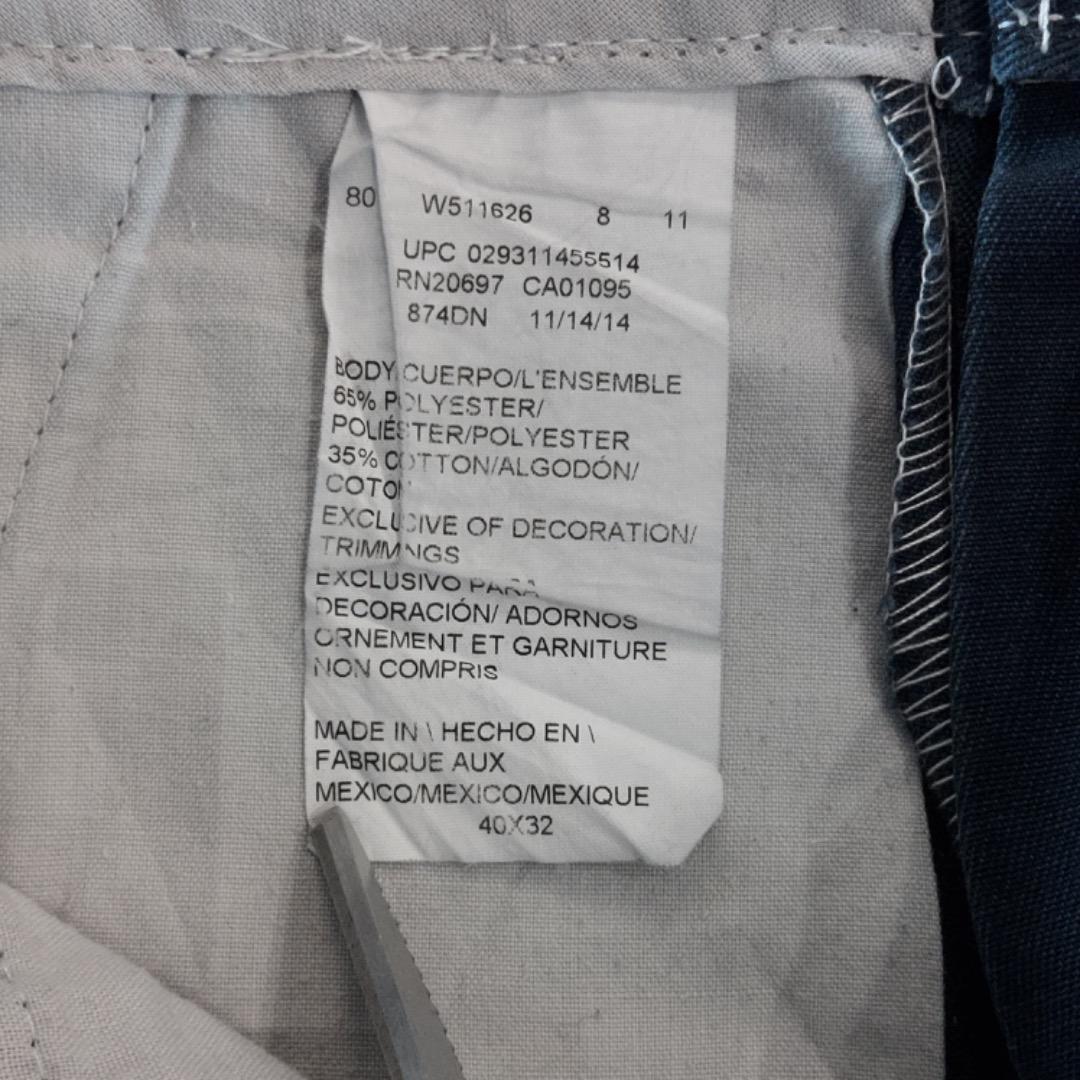 80 W511626 8 11
UPC 029311455514
RN20697 CA01095
874DN 11/14/14
BODY CUERPO/L'ENSEMBLE
65% POLYESTER/
POLIÉSTER/POLYESTER
35% COTTON/ALGODÓN/
COTON
EXCLUSIVE OF DECORATION/
TRIMMINGS
EXCLUSIVO PARA
DECORACIÓN/ ADORNOS
ORNEMENT ET GARNITURE
NON COMPRIS
MADE IN \ HECHO EN \
FABRIQUE AUX
MEXICO/MEXICO/MEXIQUE
40X32